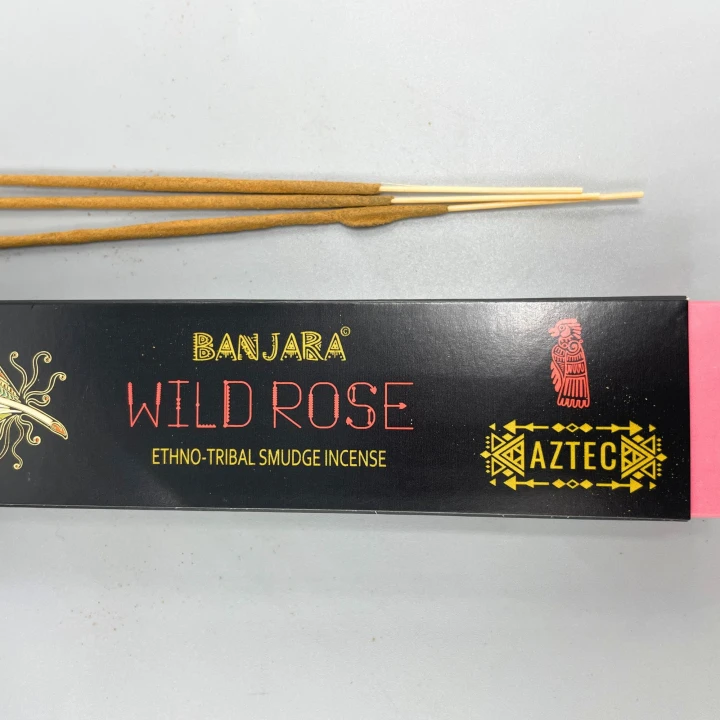 BANJARA©
WILD ROSE
ETHNO-TRIBAL SMUDGE INCENSE
AZTEC